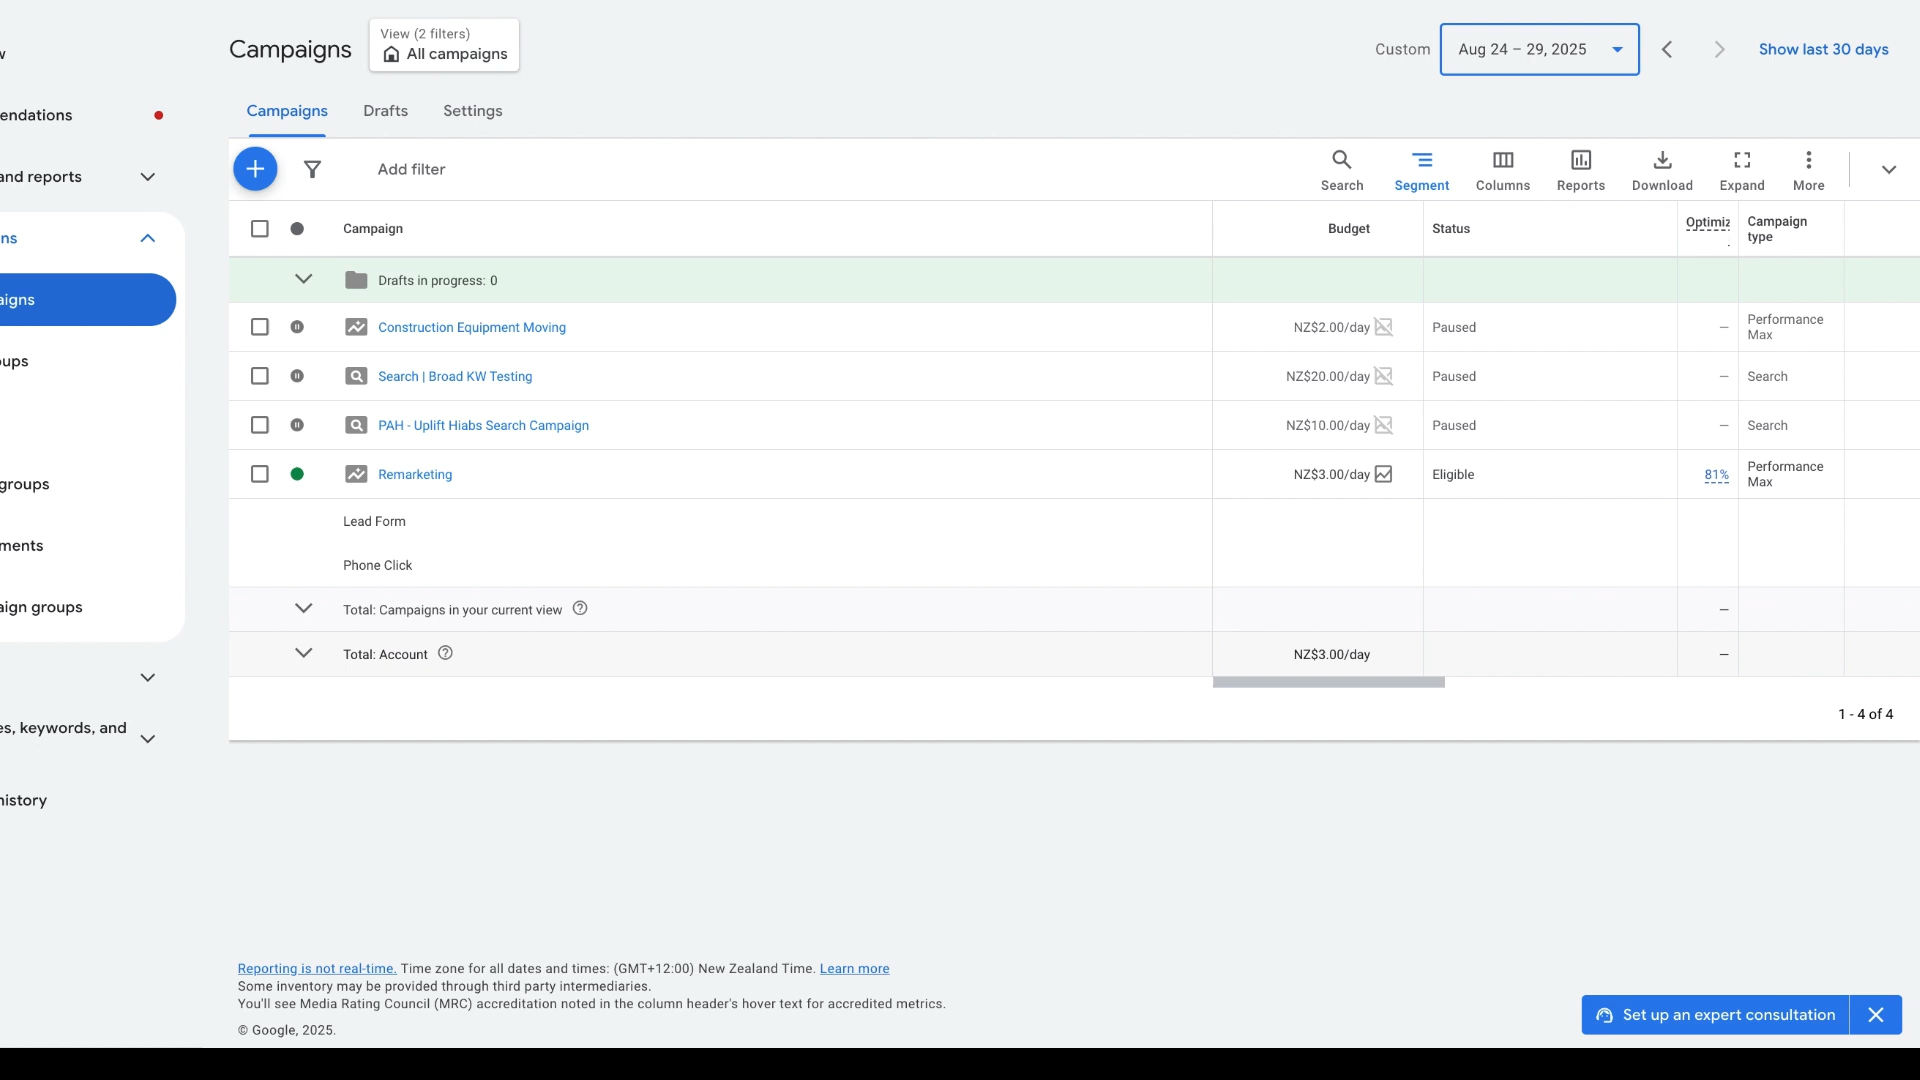 Campaigns
View (2 filters)
All campaigns
Custom
Aug 24 – 29, 2025
Show last 30 days
w
endations
and reports
ns
aigns
oups
groups
ments
aign groups
es, keywords, and
history
Campaigns
Drafts
Settings
Add filter
Search
Segment
Columns
Reports
Download
Expand
More
Campaign
Budget
Status
Optimiz
Campaign
type
Drafts in progress: 0
Construction Equipment Moving
NZ$2.00/day
Paused
–
Performance
Max
Search | Broad KW Testing
NZ$20.00/day
Paused
–
Search
PAH - Uplift Hiabs Search Campaign
NZ$10.00/day
Paused
–
Search
Remarketing
NZ$3.00/day
Eligible
81%
Performance
Max
Lead Form
Phone Click
Total: Campaigns in your current view
–
Total: Account
NZ$3.00/day
–
1 - 4 of 4
Reporting is not real-time. Time zone for all dates and times: (GMT+12:00) New Zealand Time. Learn more
Some inventory may be provided through third party intermediaries.
You'll see Media Rating Council (MRC) accreditation noted in the column header's hover text for accredited metrics.
© Google, 2025.
Set up an expert consultation